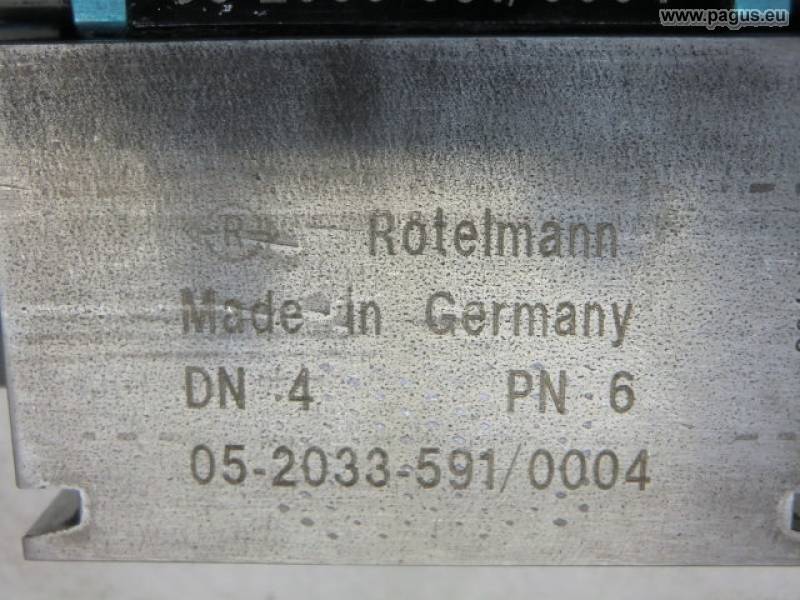 www.pagus.eu
R Rötelmann
Made in Germany
DN 4 PN 6
05-2033-591/0004